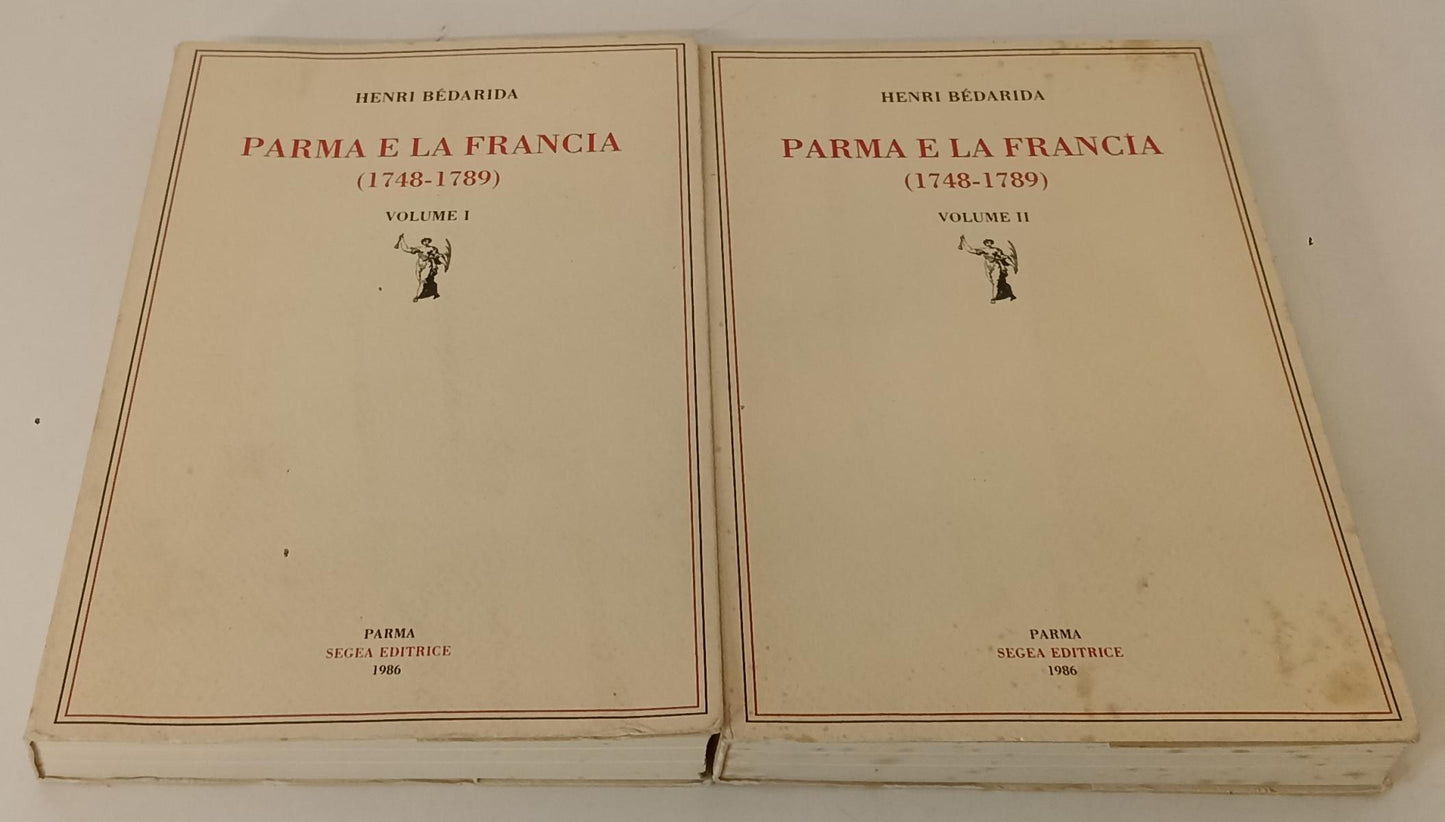 HENRI BÉDARIDA
PARMA E LA FRANCIA
(1748-1789)
VOLUME I
PARMA
SEGEA EDITRICE
1986
HENRI BÉDARIDA
PARMA E LA FRANCIA
(1748-1789)
VOLUME II
PARMA
SEGEA EDITRICE
1986